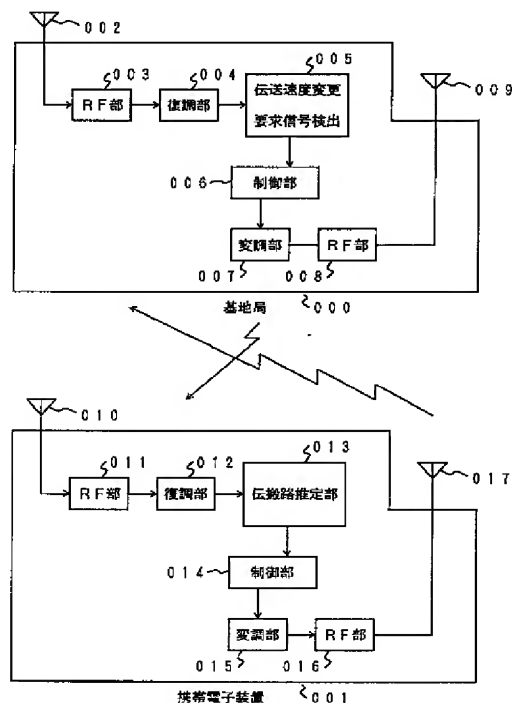 002
003 004 005
009
RF部 復調部 伝送速度変更
要求信号検出
006 制御部
変調部 RF部
007 008
000
基地局
010
011 012 013
017
RF部 復調部 伝搬路推定部
014 制御部
変調部 RF部
015 016
001
携帯電子装置